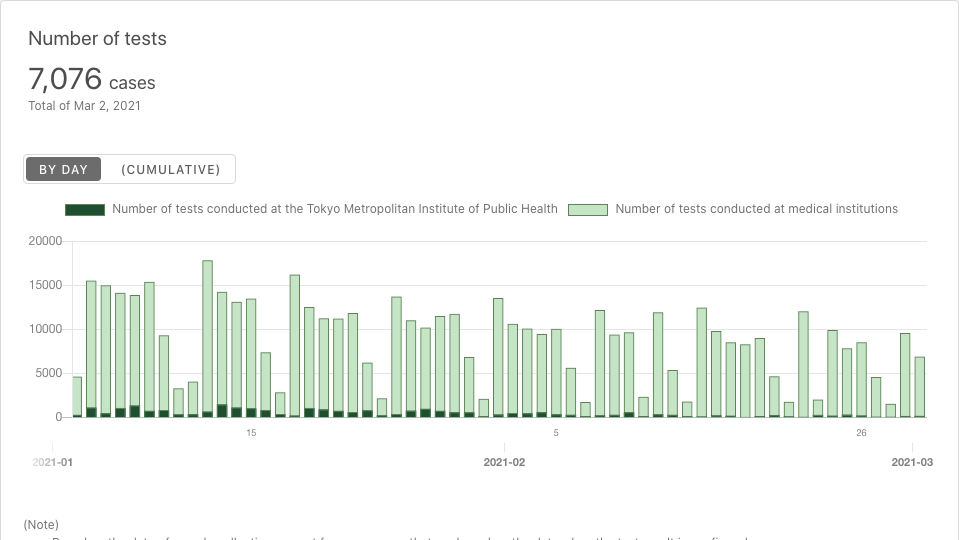 Number of tests
7,076 cases
Total of Mar 2, 2021
BY DAY (CUMULATIVE)
Number of tests conducted at the Tokyo Metropolitan Institute of Public Health Number of tests conducted at medical institutions
20000
15000
10000
5000
0
15 5 26
2021-01 2021-02 2021-03
(Note)